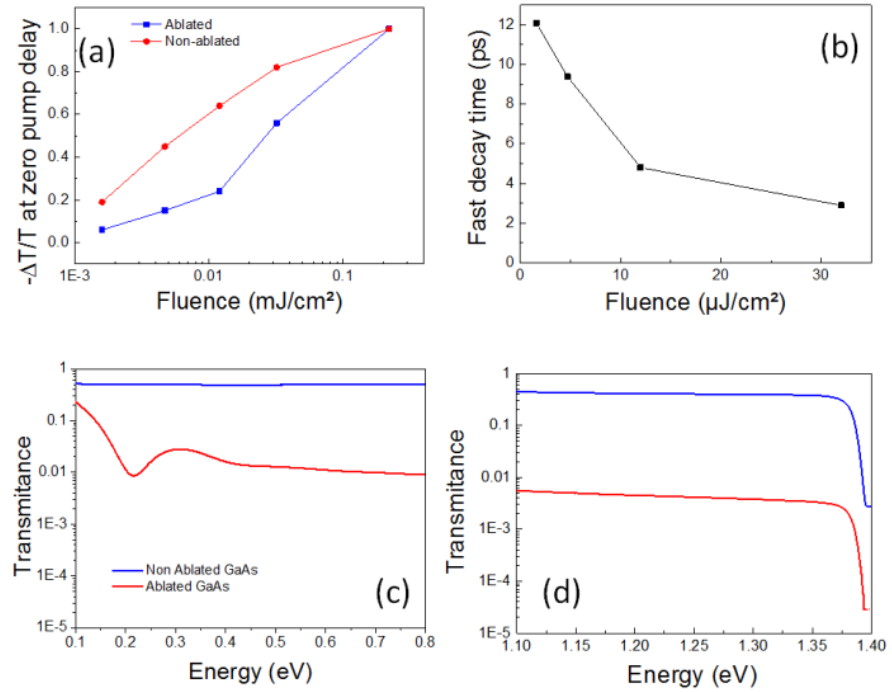 (a)
Ablated
Non-ablated
-ΔT/T at zero pump delay
1.0
0.8
0.6
0.4
0.2
0.0
1E-3
0.01
0.1
Fluence (mJ/cm²)
(b)
Fast decay time (ps)
12
10
8
6
4
2
0
0
10
20
30
Fluence (µJ/cm²)
Transmitance
1
0.1
0.01
1E-3
1E-4
1E-5
Non Ablated GaAs
Ablated GaAs
(c)
0.1
0.2
0.3
0.4
0.5
0.6
0.7
0.8
Energy (eV)
Transmitance
1
0.1
0.01
1E-3
1E-4
1E-5
(d)
1.10
1.15
1.20
1.25
1.30
1.35
1.40
Energy (eV)